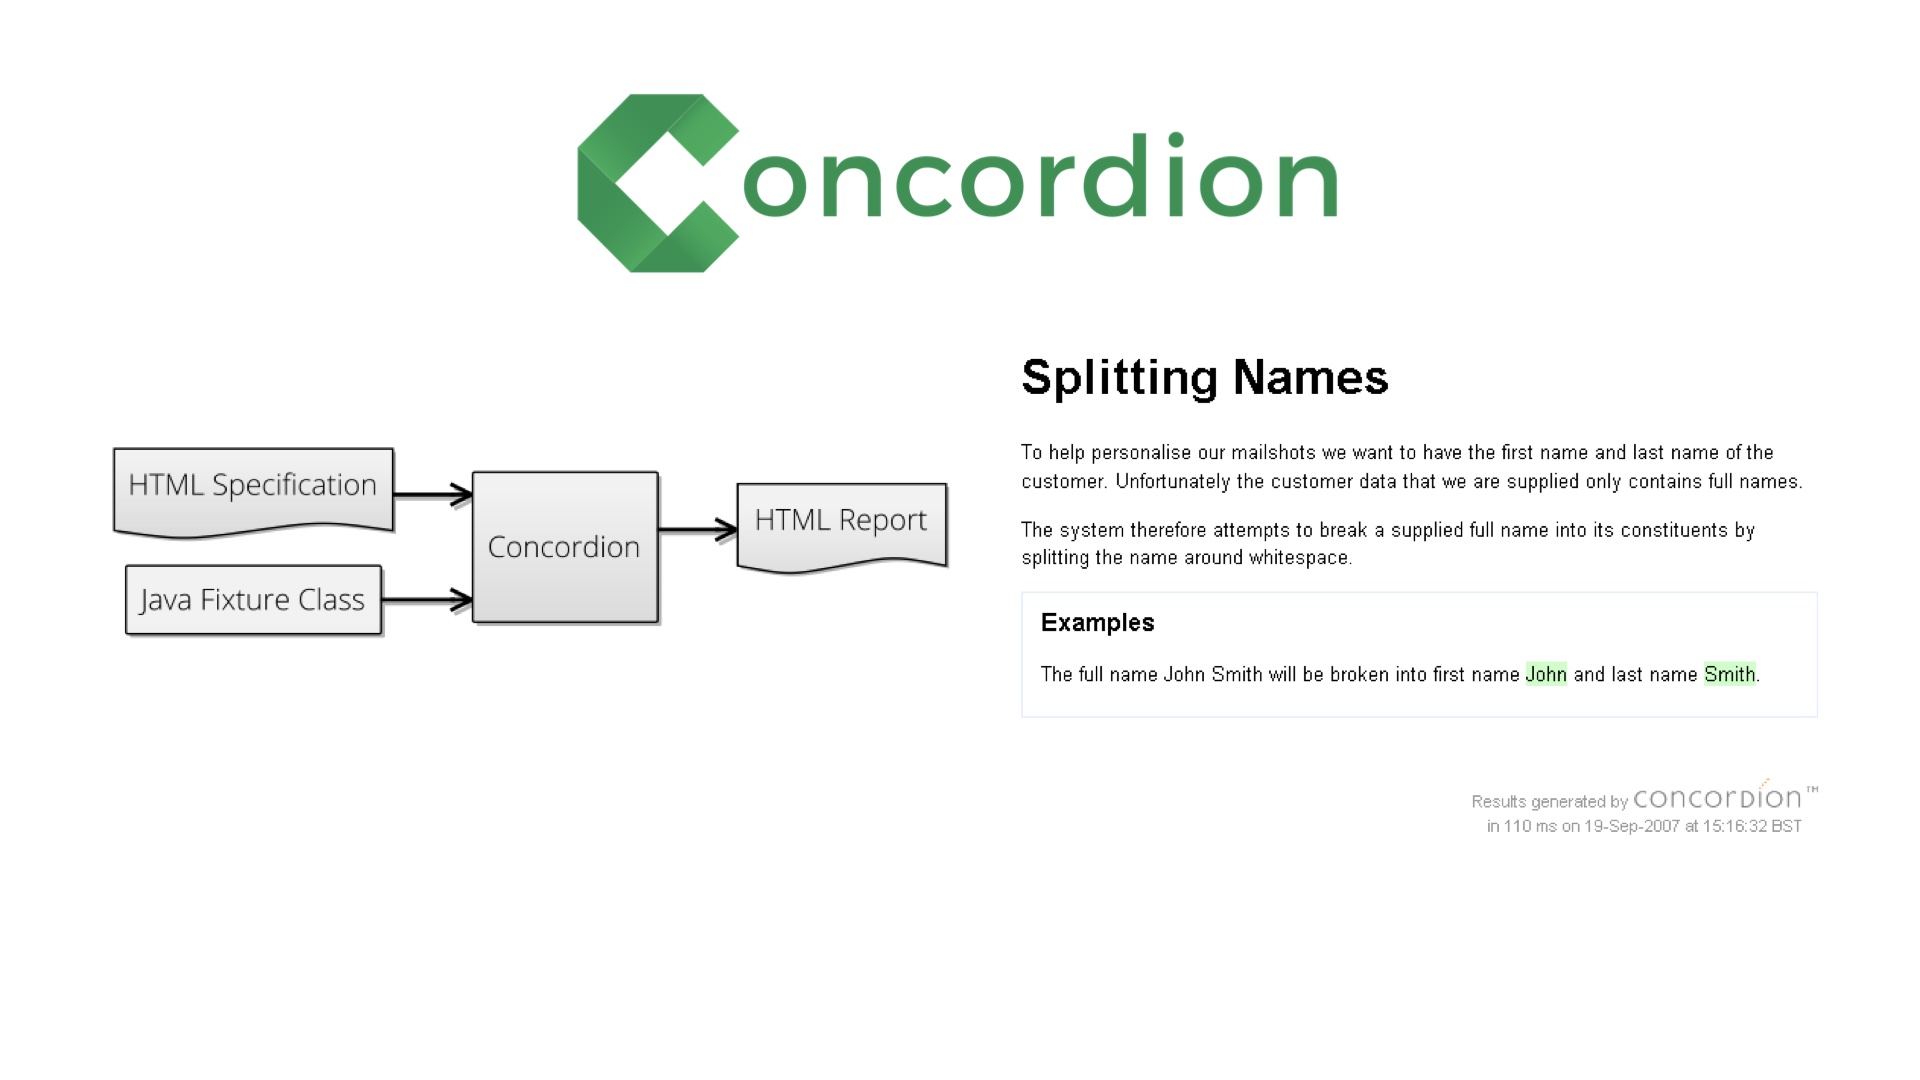 Concordion
HTML Specification
Java Fixture Class
Concordion
HTML Report
Splitting Names
To help personalise our mailshots we want to have the first name and last name of the
customer. Unfortunately the customer data that we are supplied only contains full names.
The system therefore attempts to break a supplied full name into its constituents by
splitting the name around whitespace.
Examples
The full name John Smith will be broken into first name John and last name Smith.
Results generated by concordion™
in 110 ms on 19-Sep-2007 at 15:16:32 BST